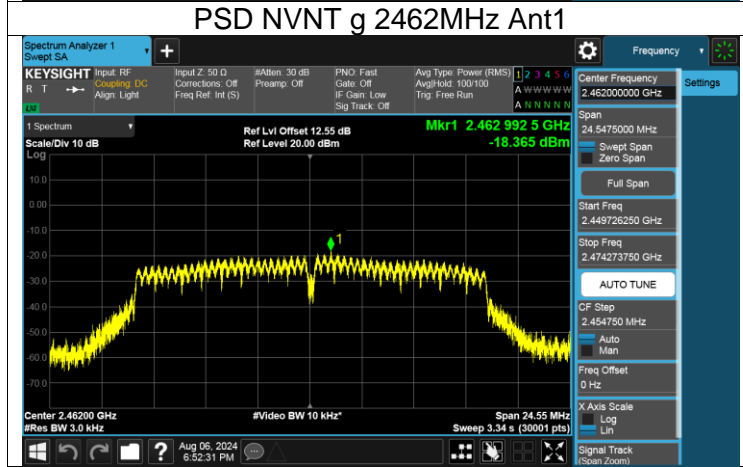 PSD NVNT g 2462MHz Ant1
Spectrum Analyzer 1
Swept SA
Frequency
KEYSIGHT
R T
LXI
Input: RF
Coupling: DC
Align: Light
Input Z: 50 Ω
Corrections: Off
Freq Ref: Int (S)
#Atten: 30 dB
Preamp: Off
PNO: Fast
Gate: Off
IF Gain: Low
Sig Track: Off
Avg Type: Power (RMS)
Avg|Hold: 100/100
Trig: Free Run
1 2 3 4 5 6
A W W W W W
A N N N N N
Center Frequency
2.462000000 GHz
Settings
1 Spectrum
Scale/Div 10 dB
Log
Ref Lvl Offset 12.55 dB
Ref Level 20.00 dBm
Mkr1 2.462 992 5 GHz
-18.365 dBm
Span
24.5475000 MHz
Swept Span
Zero Span
Full Span
Start Freq
2.449726250 GHz
Stop Freq
2.474273750 GHz
AUTO TUNE
CF Step
2.454750 MHz
Auto
Man
Freq Offset
0 Hz
X Axis Scale
Log
Lin
Signal Track
(Span Zoom)
10.0
0.00
-10.0
-20.0
-30.0
-40.0
-50.0
-60.0
-70.0
1
Center 2.46200 GHz
#Res BW 3.0 kHz
#Video BW 10 kHz*
Span 24.55 MHz
Sweep 3.34 s (30001 pts)
?
Aug 06, 2024
6:52:31 PM